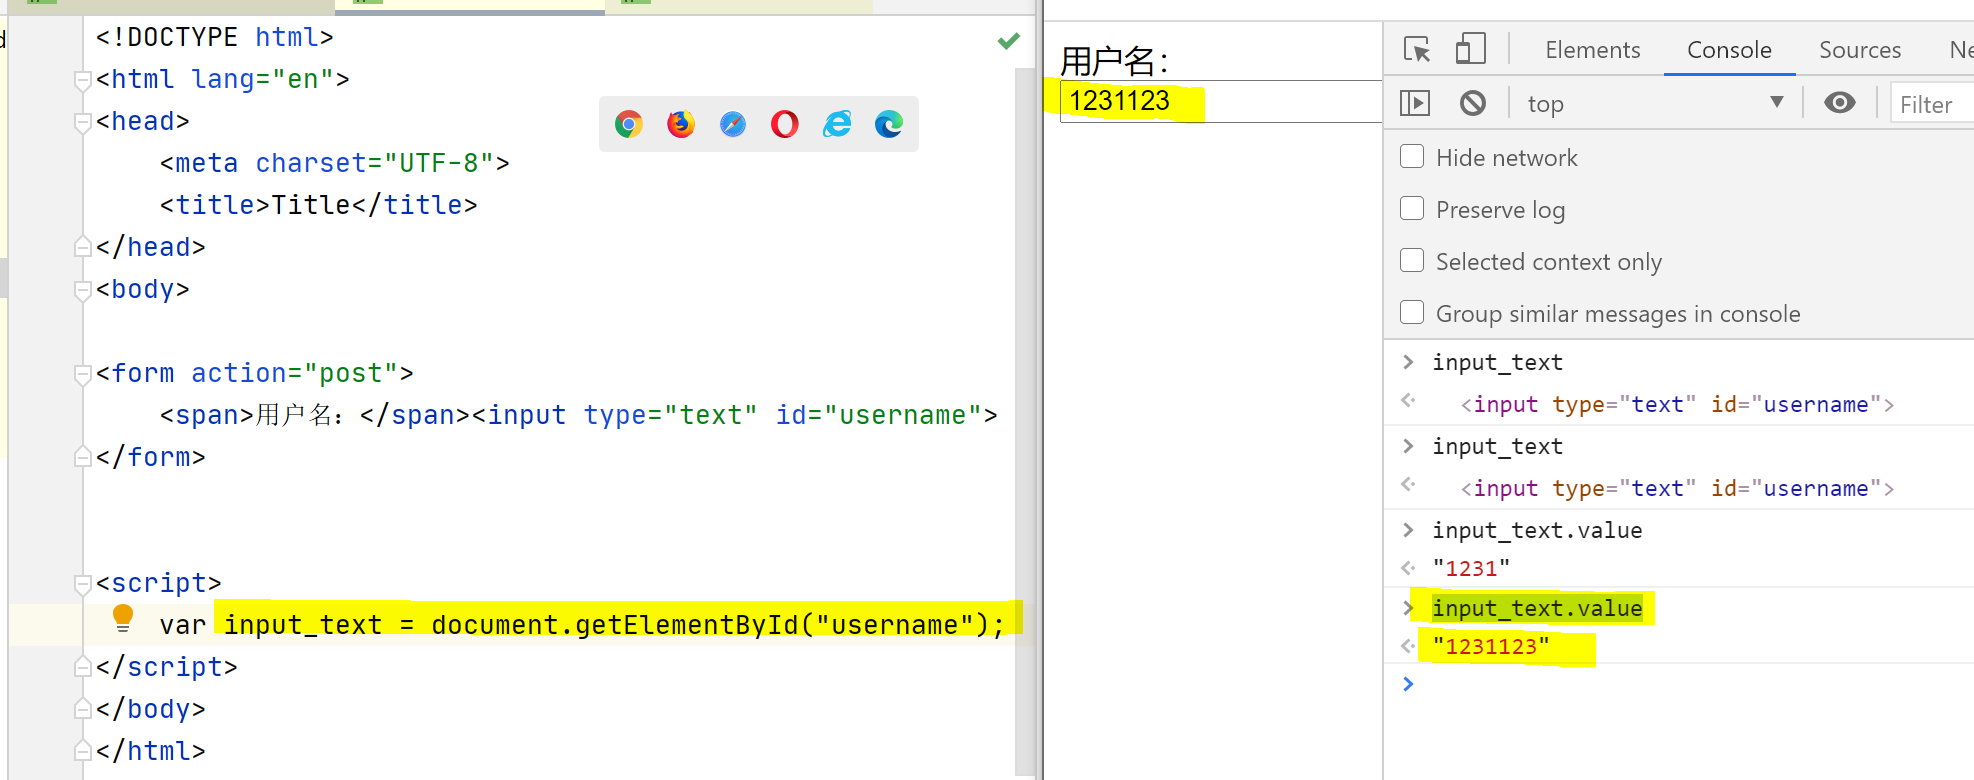 <!DOCTYPE html>
<html lang="en">
<head>
    <meta charset="UTF-8">
    <title>Title</title>
</head>
<body>
<form action="post">
    <span>用户名：</span><input type="text" id="username">
</form>
<script>
    var input_text = document.getElementById("username");
</script>
</body>
</html>
用户名：
1231123
Elements Console Sources Ne
top Filter
Hide network
Preserve log
Selected context only
Group similar messages in console
input_text
<input type="text" id="username">
input_text
<input type="text" id="username">
input_text.value
"1231"
input_text.value
"1231123"